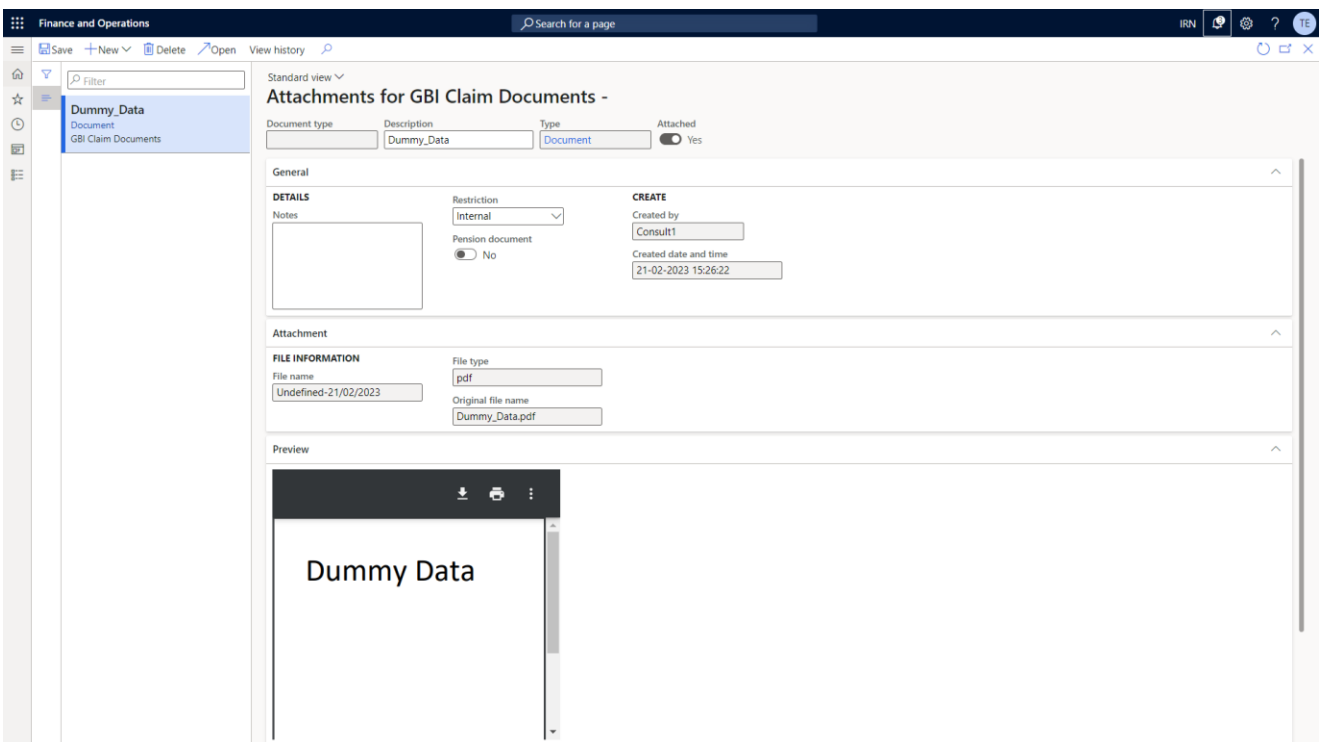 Finance and Operations
Search for a page
IRN
?
TE
Save
New
Delete
Open
View history
Filter
Dummy_Data
Document
GBI Claim Documents
Standard view
Attachments for GBI Claim Documents -
Document type Description Type Attached
Dummy_Data Document Yes
General
DETAILS
Notes
Restriction
Internal
Pension document
No
CREATE
Created by
Consult1
Created date and time
21-02-2023 15:26:22
Attachment
FILE INFORMATION
File name
Undefined-21/02/2023
File type
pdf
Original file name
Dummy_Data.pdf
Preview
Dummy Data